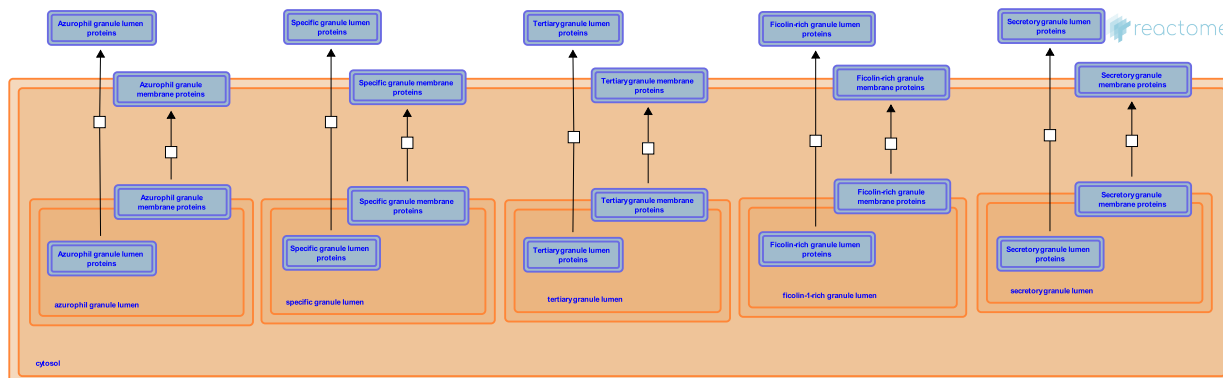 Azurophil granule lumen
proteins
Specific granule lumen
proteins
Tertiary granule lumen
proteins
Ficolin-rich granule lumen
proteins
Secretory granule lumen
proteins
reactome
Azurophil granule
membrane proteins
Specific granule membrane
proteins
Tertiary granule membrane
proteins
Ficolin-rich granule
membrane proteins
Secretory granule
membrane proteins
Azurophil granule
membrane proteins
Specific granule membrane
proteins
Tertiary granule membrane
proteins
Ficolin-rich granule
membrane proteins
Secretory granule
membrane proteins
Azurophil granule lumen
proteins
Specific granule lumen
proteins
Tertiary granule lumen
proteins
Ficolin-rich granule lumen
proteins
Secretory granule lumen
proteins
azurophil granule lumen
specific granule lumen
tertiary granule lumen
ficolin-1-rich granule lumen
secretory granule lumen
cytosol